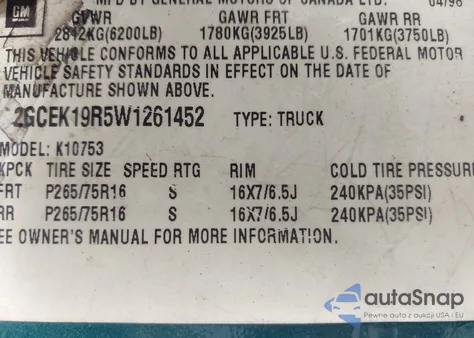 GM
MFD BY GENERAL MOTORS OF CANADA LTD. 04/98
GVWR GAWR FRT GAWR RR
2812KG(6200LB) 1780KG(3925LB) 1701KG(3750LB)
THIS VEHICLE CONFORMS TO ALL APPLICABLE U.S. FEDERAL MOTOR
VEHICLE SAFETY STANDARDS IN EFFECT ON THE DATE OF
MANUFACTURE SHOWN ABOVE.
2GCEK19R5W1261452 TYPE: TRUCK
MODEL: K10753
KPCK TIRE SIZE SPEED RTG RIM COLD TIRE PRESSURE
FRT P265/75R16 S 16X7/6.5J 240KPA(35PSI)
RR P265/75R16 S 16X7/6.5J 240KPA(35PSI)
EE OWNER'S MANUAL FOR MORE INFORMATION.
autoSnap
Pewne auta z aukcji USA i EU